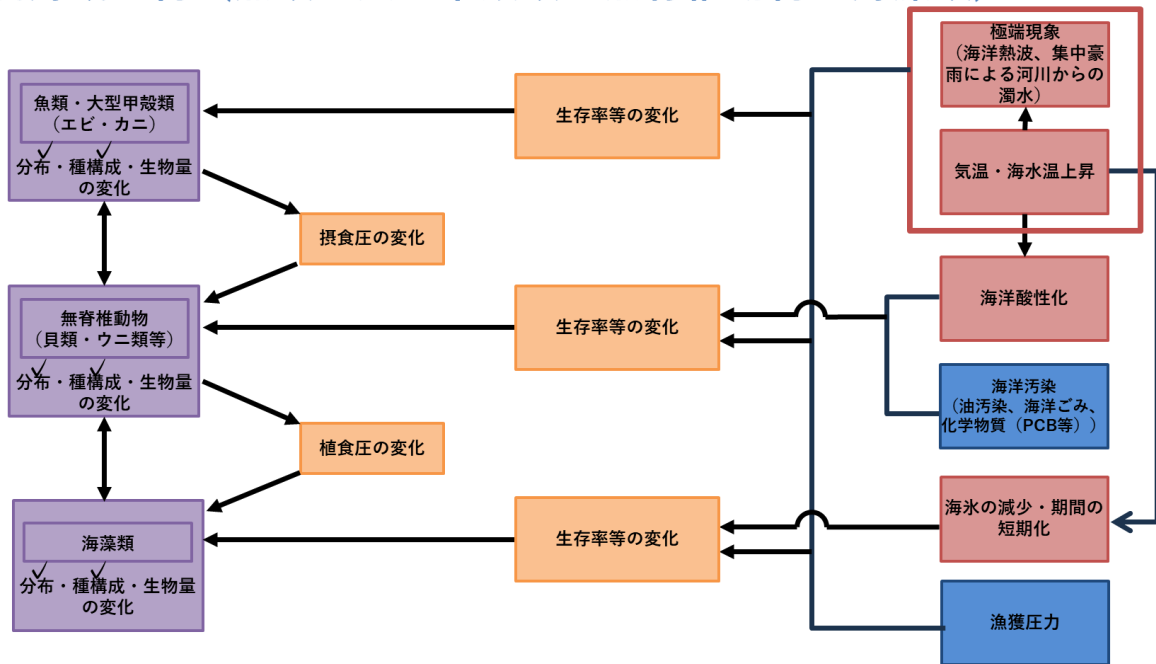 極端現象
（海洋熱波、集中豪
雨による河川からの
濁水）
魚類・大型甲殻類
（エビ・カニ）
分布・種構成・生物量
の変化
生存率等の変化
気温・海水温上昇
摂食圧の変化
無脊椎動物
（貝類・ウニ類等）
分布・種構成・生物量
の変化
生存率等の変化
海洋酸性化
海洋汚染
（油汚染、海洋ごみ、
化学物質（PCB等））
植食圧の変化
海藻類
分布・種構成・生物量
の変化
生存率等の変化
海氷の減少・期間の
短期化
漁獲圧力